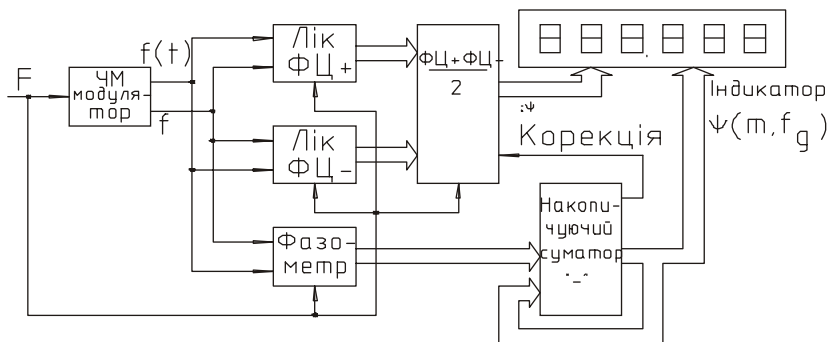 F
ЧМ
модуля-
тор
f(t)
f
Лік
ФЦ+
Лік
ФЦ-
Фазо-
метр
ФЦ+ФЦ-
2
:Ψ
Корекція
Накопи-
чуючий
суматор
"-"
Індикатор
Ψ(m,fg)